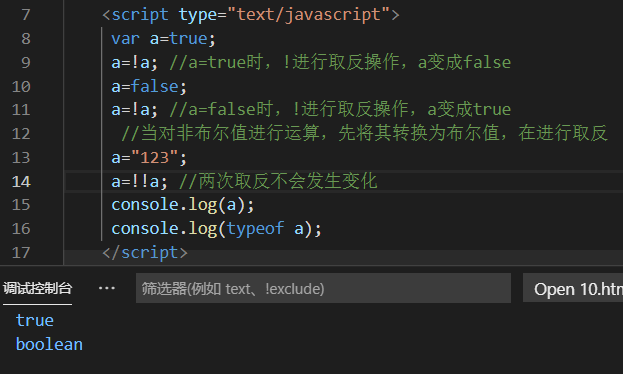 7 <script type="text/javascript">
8 var a=true;
9 a=!a; //a=true时，!进行取反操作，a变成false
10 a=false;
11 a=!a; //a=false时，!进行取反操作，a变成true
12 //当对非布尔值进行运算，先将其转换为布尔值，在进行取反
13 a="123";
14 a=!!a; //两次取反不会发生变化
15 console.log(a);
16 console.log(typeof a);
17 </script>
调试控制台 ··· 筛选器(例如 text、!exclude) Open 10.htm
true
boolean